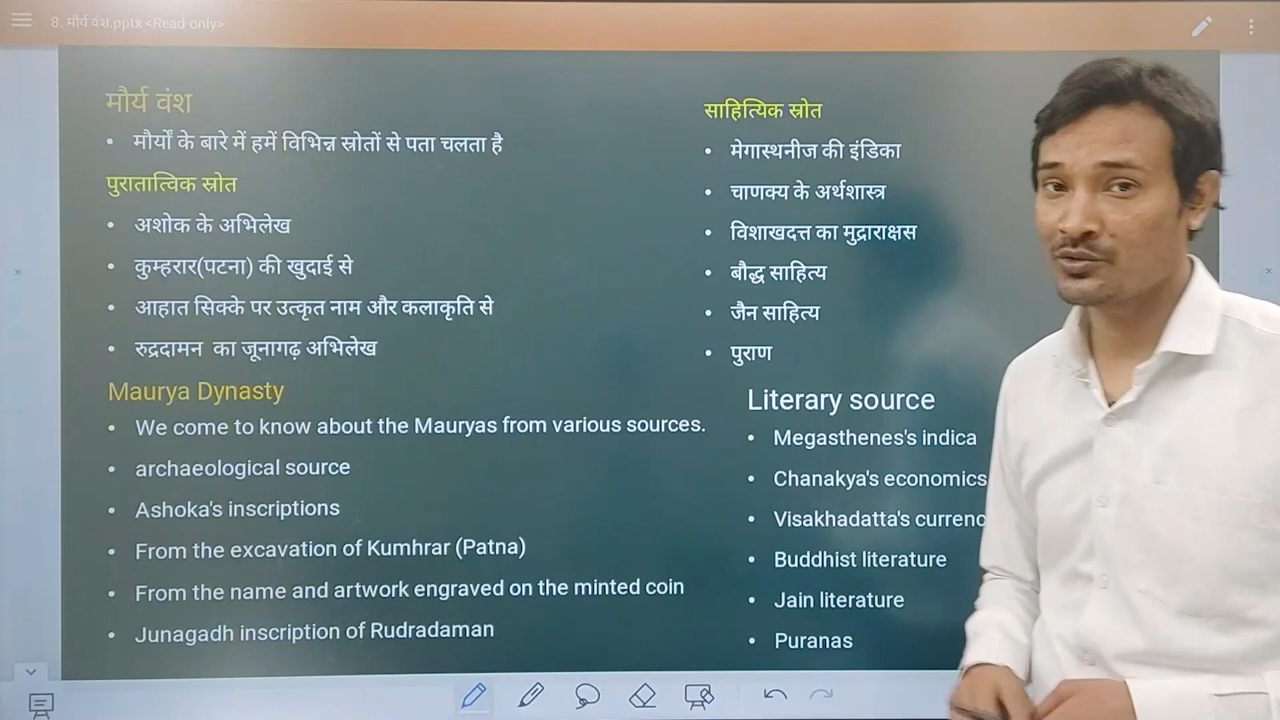 8. मौर्य वंश.pptx <Read-only>
मौर्य वंश
• मौर्यों के बारे में हमें विभिन्न स्रोतों से पता चलता है
पुरातात्विक स्रोत
• अशोक के अभिलेख
• कुम्हरार(पटना) की खुदाई से
• आहात सिक्के पर उत्कृत नाम और कलाकृति से
• रुद्रदामन का जूनागढ़ अभिलेख
Maurya Dynasty
• We come to know about the Mauryas from various sources.
• archaeological source
• Ashoka's inscriptions
• From the excavation of Kumhrar (Patna)
• From the name and artwork engraved on the minted coin
• Junagadh inscription of Rudradaman
साहित्यिक स्रोत
• मेगास्थनीज की इंडिका
• चाणक्य के अर्थशास्त्र
• विशाखदत्त का मुद्राराक्षस
• बौद्ध साहित्य
• जैन साहित्य
• पुराण
Literary source
• Megasthenes's indica
• Chanakya's economics
• Visakhadatta's
• Buddhist literature
• Jain literature
• Puranas